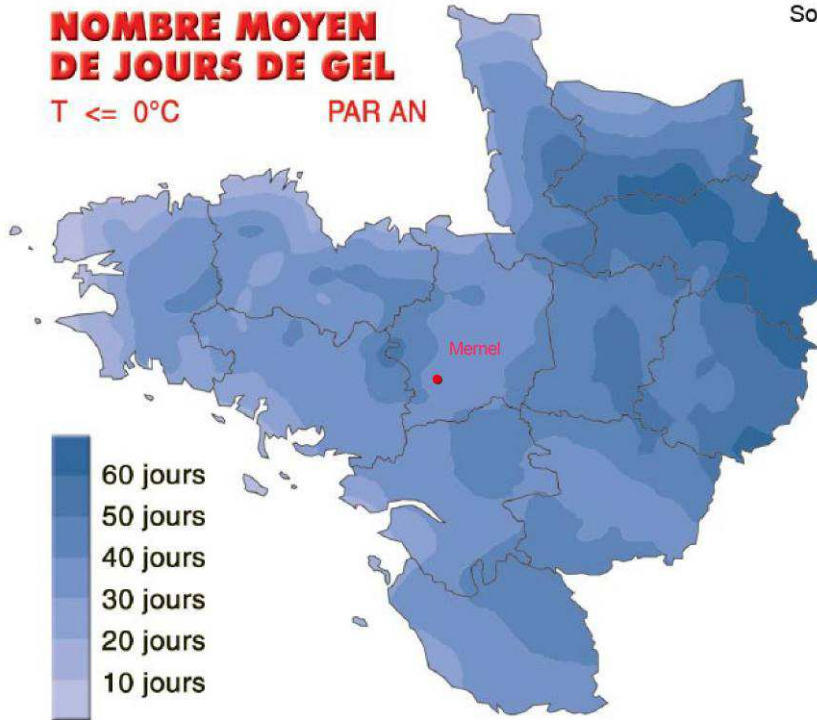 NOMBRE MOYEN
DE JOURS DE GEL
T <= 0°C PAR AN
So
Mernel
60 jours
50 jours
40 jours
30 jours
20 jours
10 jours